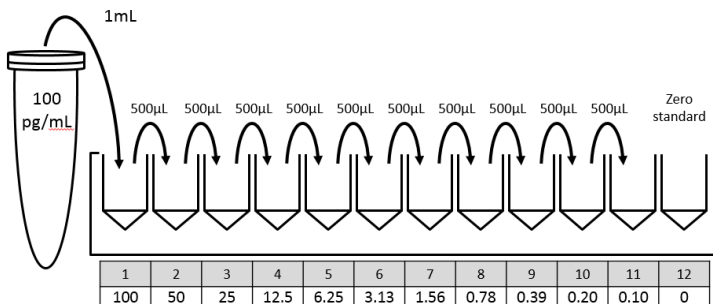 1mL
100
pg/mL
500µL 500µL 500µL 500µL 500µL 500µL 500µL 500µL 500µL 500µL
Zero
standard
1 2 3 4 5 6 7 8 9 10 11 12
100 50 25 12.5 6.25 3.13 1.56 0.78 0.39 0.20 0.10 0